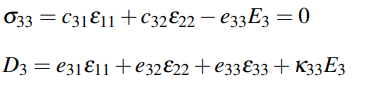 σ₃₃ = c₃₁ε₁₁ + c₃₂ε₂₂ − e₃₃E₃ = 0
D₃ = e₃₁ε₁₁ + e₃₂ε₂₂ + e₃₃ε₃₃ + κ₃₃E₃